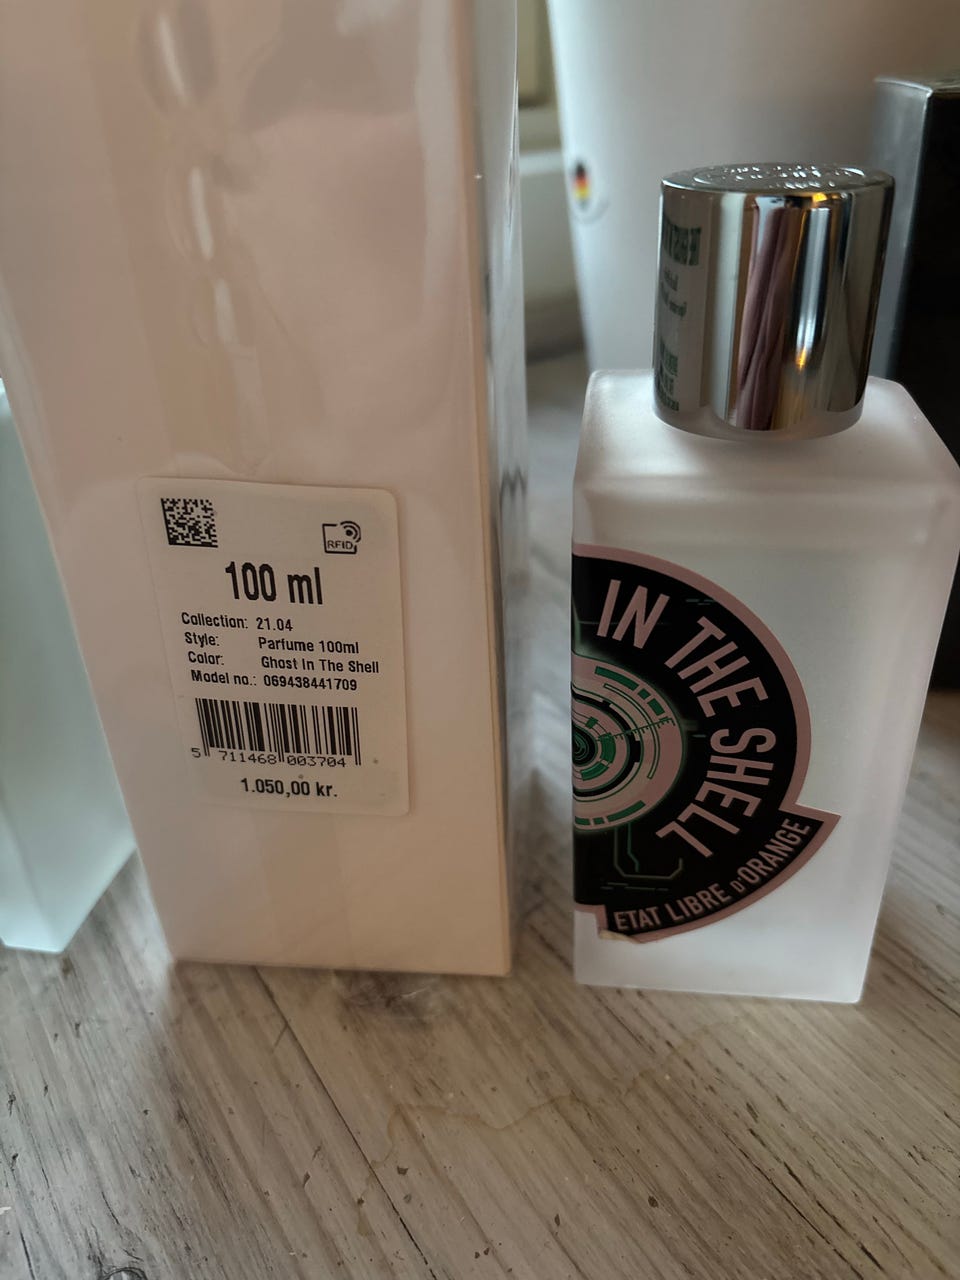 RFID
100 ml
Collection: 21.04
Style: Parfume 100ml
Color: Ghost In The Shell
Model no.: 069438441709
5 711468 003704
1.050,00 kr.
IN THE SHELL
ETAT LIBRE D'ORANGE